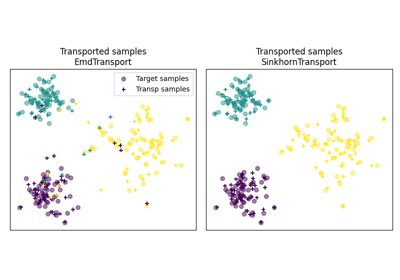 Transported samples
EmdTransport
Transported samples
SinkhornTransport
Target samples
Transp samples